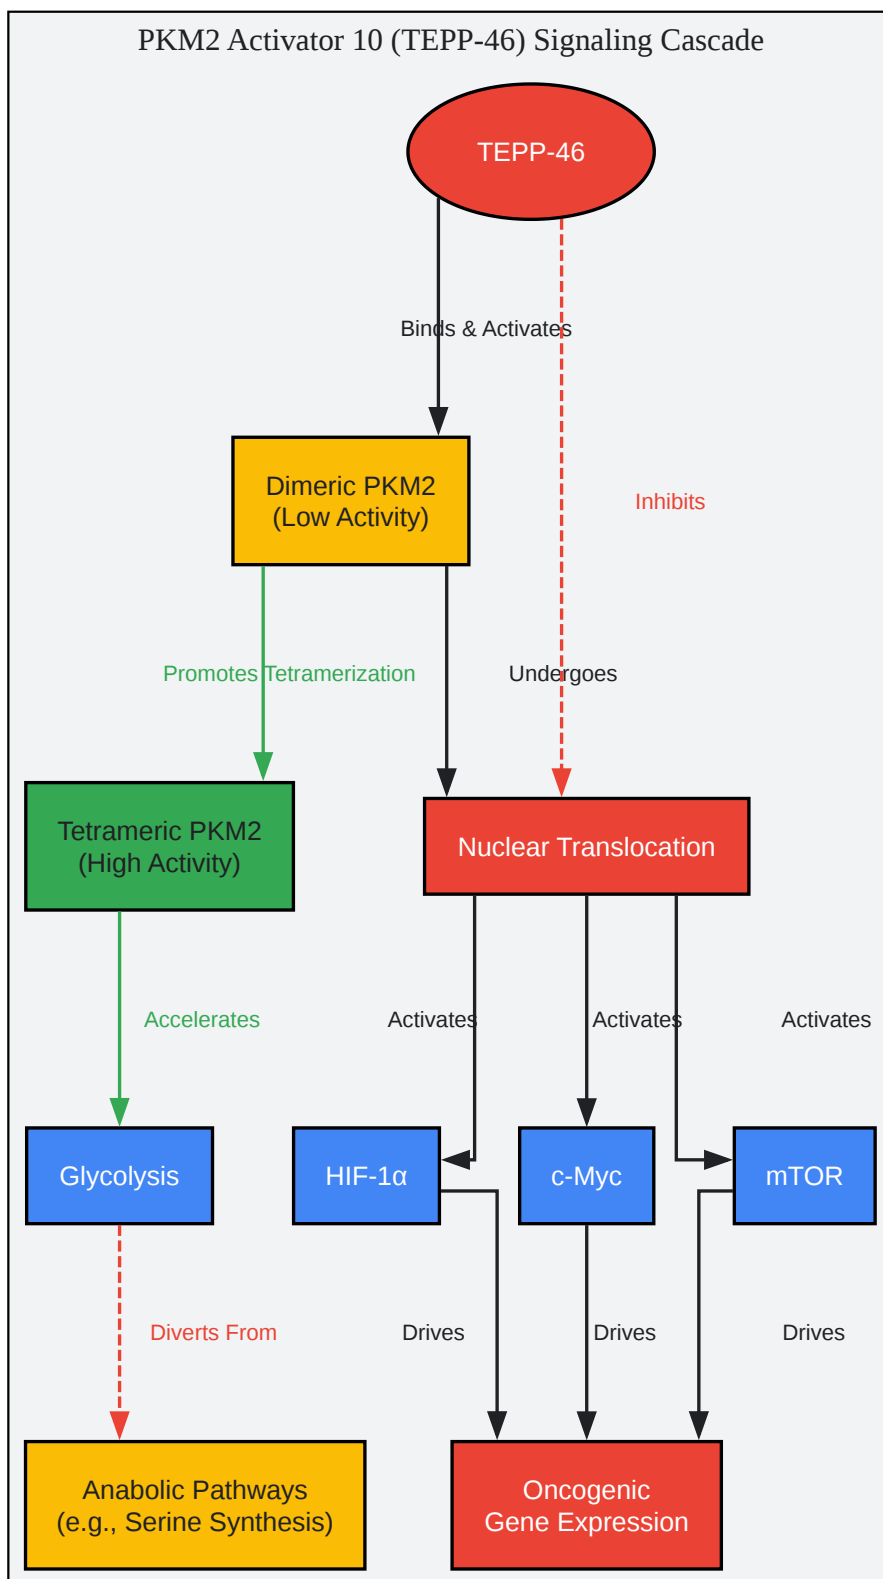 PKM2 Activator 10 (TEPP-46) Signaling Cascade
TEPP-46
Binds & Activates
Dimeric PKM2
(Low Activity)
Inhibits
Promotes Tetramerization
Undergoes
Tetrameric PKM2
(High Activity)
Nuclear Translocation
Accelerates
Activates
Activates
Activates
Glycolysis
HIF-1α
c-Myc
mTOR
Diverts From
Drives
Drives
Drives
Anabolic Pathways
(e.g., Serine Synthesis)
Oncogenic
Gene Expression